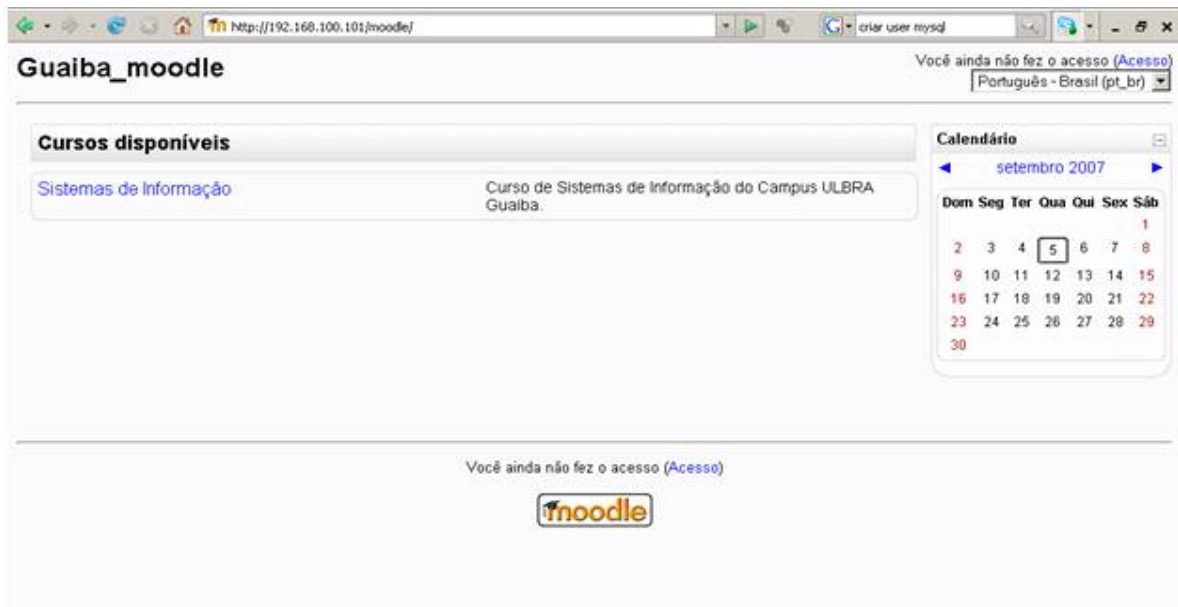 http://192.168.100.101/moodle/ criar user mysql
Guaiba_moodle
Você ainda não fez o acesso (Acesso)
Português - Brasil (pt_br)
Cursos disponíveis
Sistemas de Informação
Curso de Sistemas de Informação do Campus ULBRA
Guaiba.
Calendário
setembro 2007
Dom Seg Ter Qua Qui Sex Sáb
1
2 3 4 5 6 7 8
9 10 11 12 13 14 15
16 17 18 19 20 21 22
23 24 25 26 27 28 29
30
Você ainda não fez o acesso (Acesso)
moodle